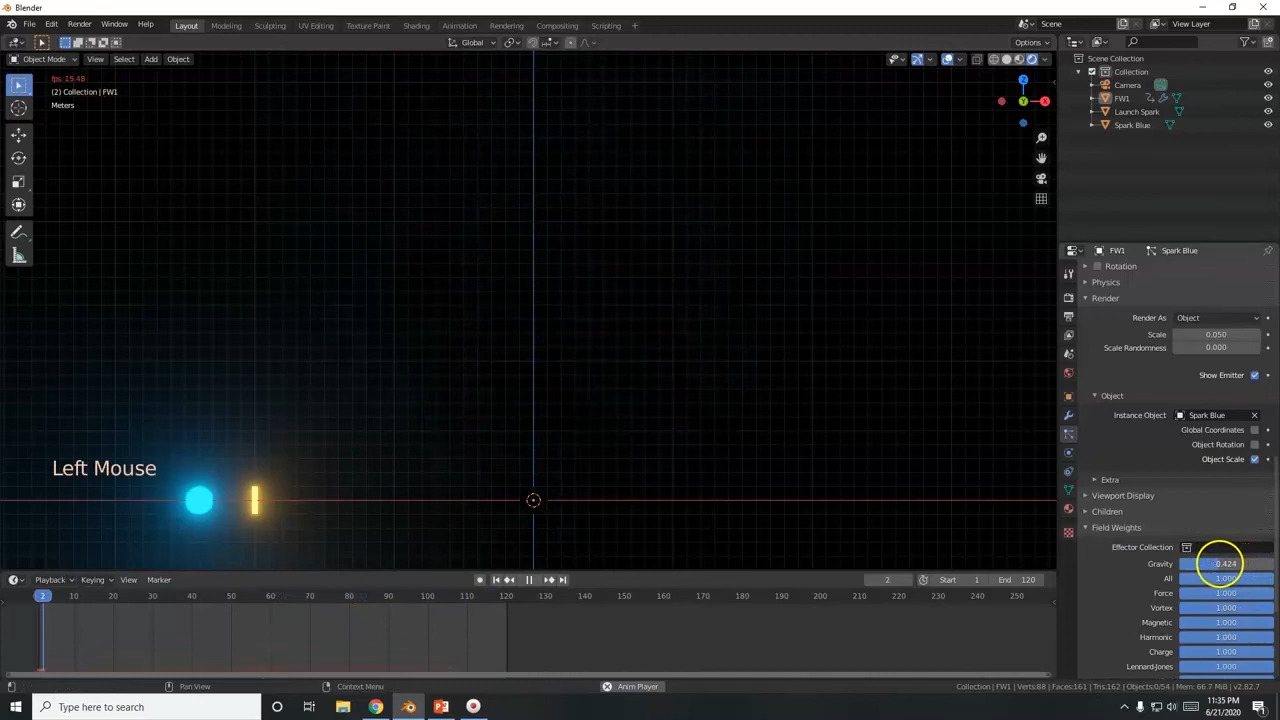 Blender
File Edit Render Window Help Layout Modeling Sculpting UV Editing Texture Paint Shading Animation Rendering Compositing Scripting + Scene View Layer
Global Options
Object Mode View Select Add Object
fps: 15.48
(2) Collection | FW1
Meters
Z
Y
X
Left Mouse
Scene Collection
Collection
Camera
FW1
Launch Spark
Spark Blue
FW1 Spark Blue
Rotation
Physics
Render
Render As Object
Scale 0.050
Scale Randomness 0.000
Show Emitter
Object
Instance Object Spark Blue
Global Coordinates
Object Rotation
Object Scale
Extra
Viewport Display
Children
Field Weights
Effector Collection
Gravity 0.424
All 1.000
Force 1.000
Vortex 1.000
Magnetic 1.000
Harmonic 1.000
Charge 1.000
Lennard-Jones 1.000
Playback Keying View Marker 2 Start 1 End 120
2 10 20 30 40 50 60 70 80 90 100 110 120 130 140 150 160 170 180 190 200 210 220 230 240 250
Pan View Context Menu Anim Player Collection | FW1 | Verts:88 | Faces:161 | Tris:162 | Objects:0/54 | Mem: 66.7 MiB | v2.82.7
Type here to search
11:35 PM
6/21/2020